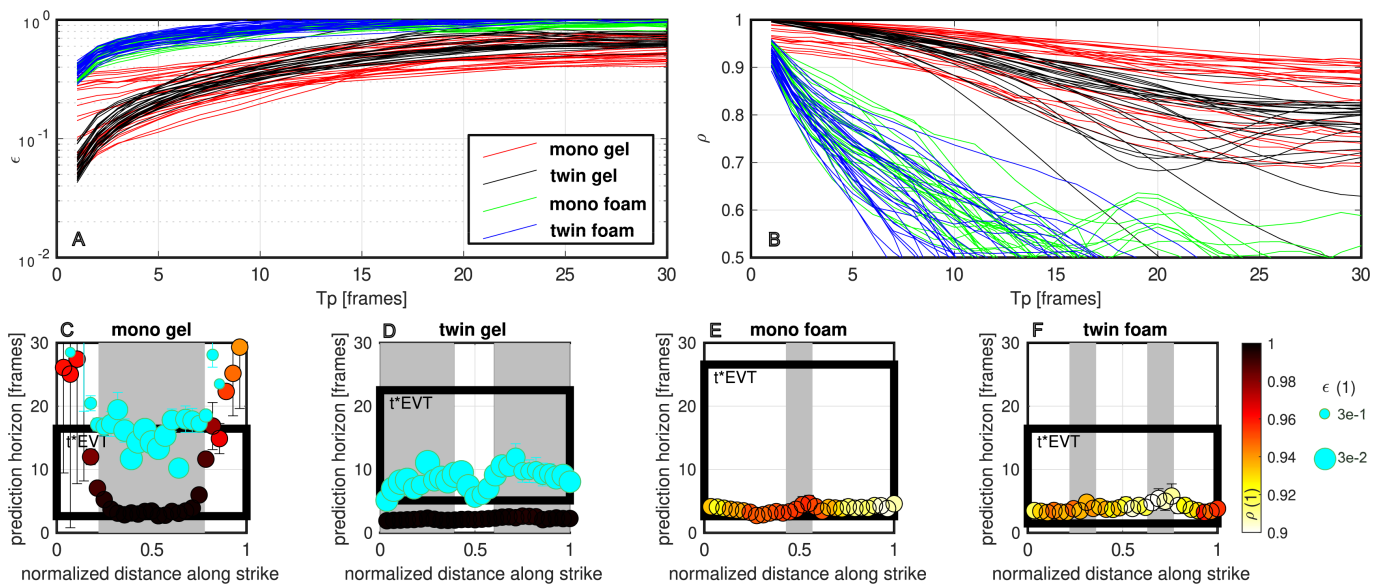 10^0
10^-1
10^-2
ϵ
A
mono gel
twin gel
mono foam
twin foam
0 5 10 15 20 25 30
Tp [frames]
1
0.9
0.8
0.7
0.6
0.5
ρ
B
0 5 10 15 20 25 30
Tp [frames]
C mono gel
prediction horizon [frames]
30
20
10
0
t*EVT
0 0.5 1
normalized distance along strike
D twin gel
prediction horizon [frames]
30
20
10
0
t*EVT
0 0.5 1
normalized distance along strike
E mono foam
prediction horizon [frames]
30
20
10
0
t*EVT
0 0.5 1
normalized distance along strike
F twin foam
prediction horizon [frames]
30
20
10
0
t*EVT
0 0.5 1
normalized distance along strike
1
0.98
0.96
0.94
0.92
0.9
ρ (1)
ϵ (1)
3e-1
3e-2